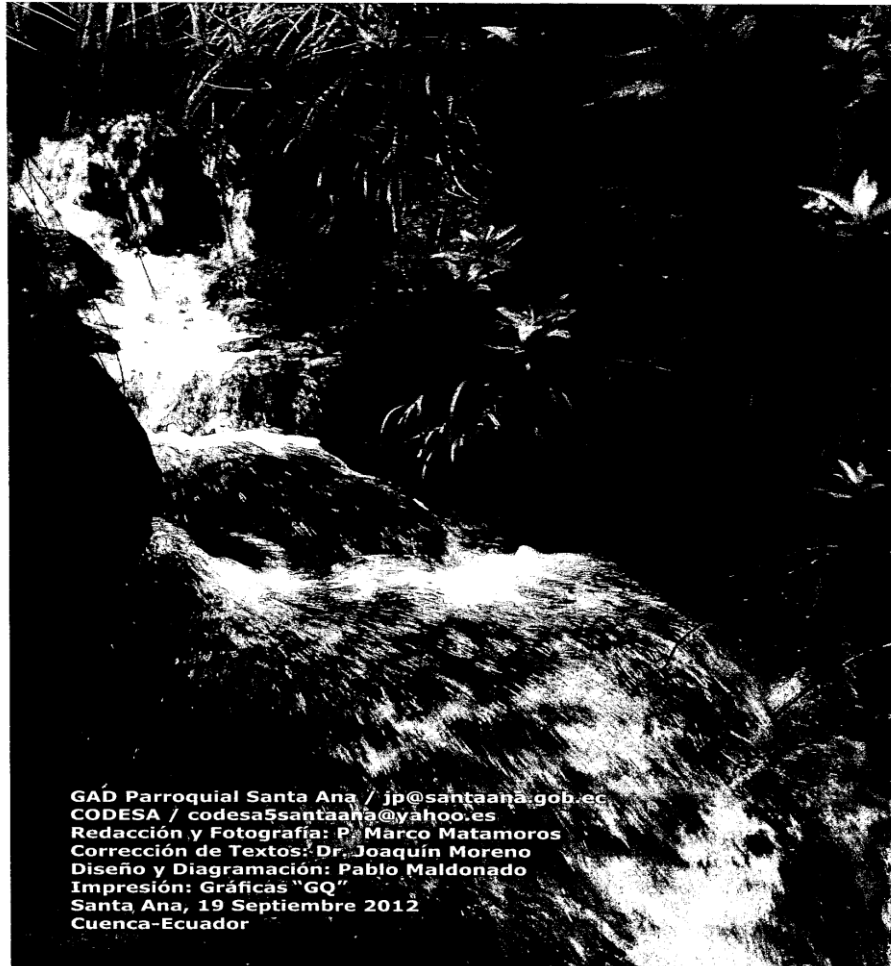 GAD Parroquial Santa Ana / jp@santaana.gob.ec
CODESA / codesa5santaana@yahoo.es
Redacción y Fotografía: P. Marco Matamoros
Corrección de Textos: Dr. Joaquín Moreno
Diseño y Diagramación: Pablo Maldonado
Impresión: Gráficas “GQ”
Santa Ana, 19 Septiembre 2012
Cuenca-Ecuador